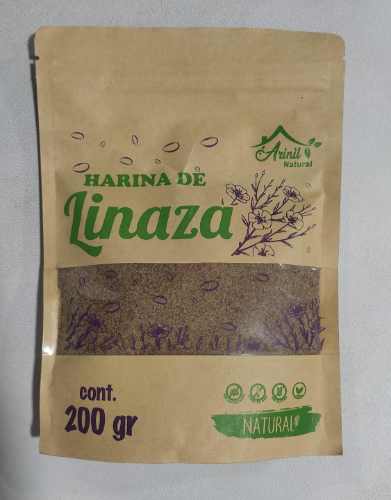 Arinil
Natural
HARINA DE
Linaza
cont.
200 gr
NATURAL